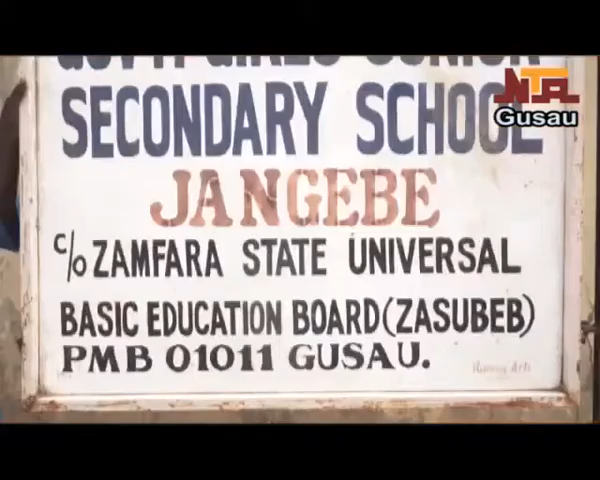 GOVT. GIRLS JUNIOR
SECONDARY SCHOOL
JANGEBE
c/o ZAMFARA STATE UNIVERSAL
BASIC EDUCATION BOARD (ZASUBEB)
PMB 01011 GUSAU.
NTA
Gusau